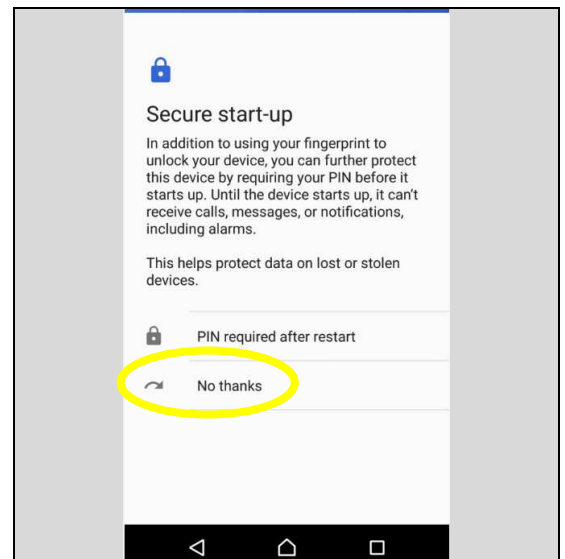 Secure start-up
In addition to using your fingerprint to
unlock your device, you can further protect
this device by requiring your PIN before it
starts up. Until the device starts up, it can't
receive calls, messages, or notifications,
including alarms.
This helps protect data on lost or stolen
devices.
PIN required after restart
No thanks